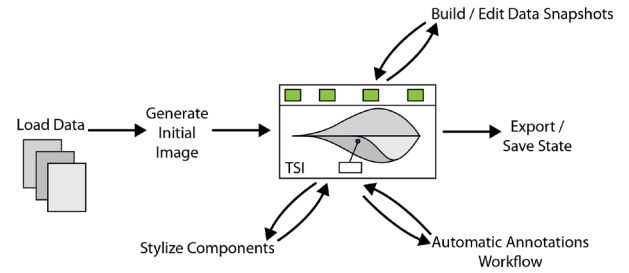 Build / Edit Data Snapshots
Load Data
Generate
Initial
Image
TSI
Export /
Save State
Stylize Components
Automatic Annotations
Workflow